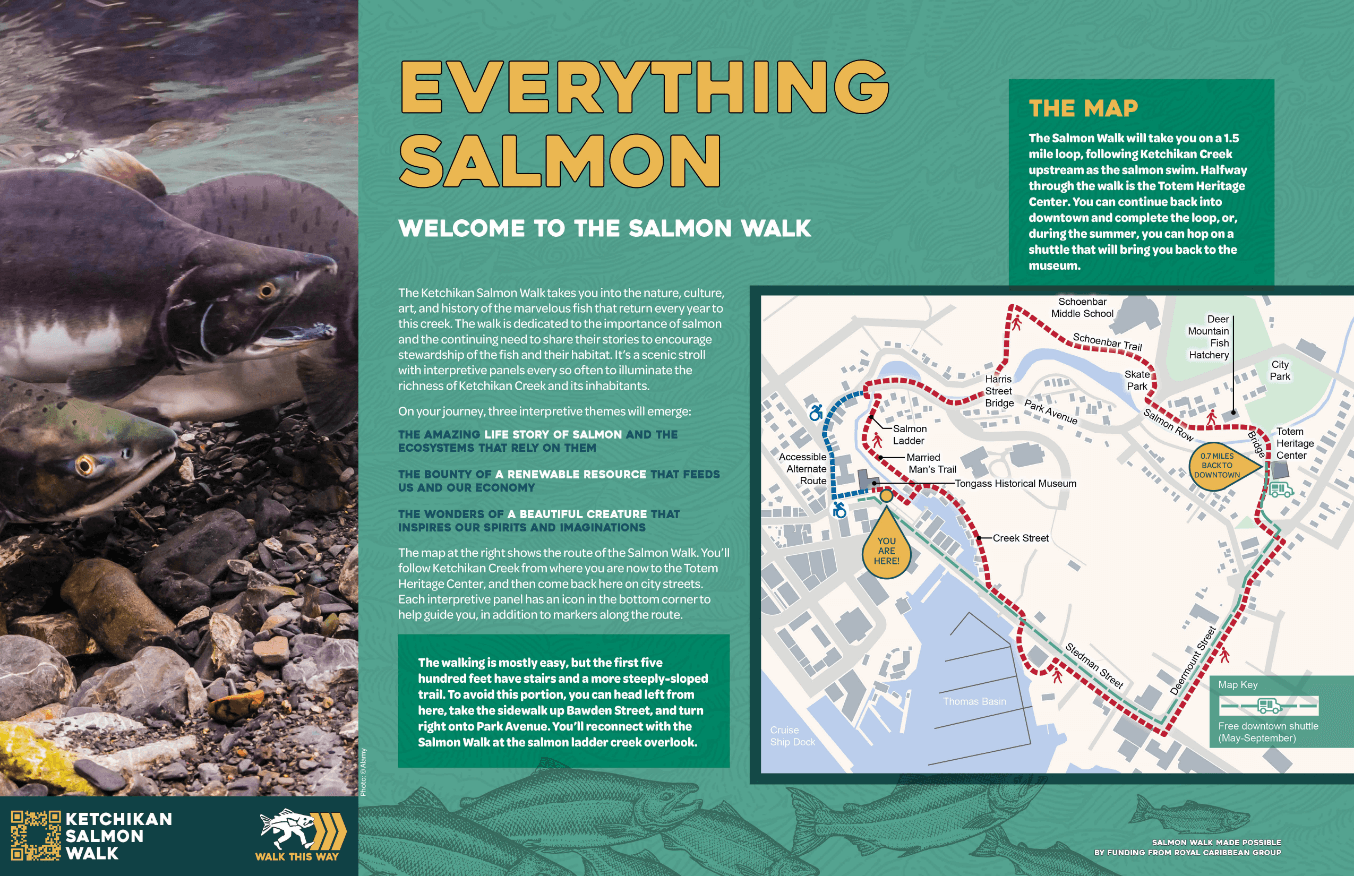 EVERYTHING
SALMON
WELCOME TO THE SALMON WALK
The Ketchikan Salmon Walk takes you into the nature, culture,
art, and history of the marvelous fish that return every year to
this creek. The walk is dedicated to the importance of salmon
and the continuing need to share their stories to encourage
stewardship of the fish and their habitat. It's a scenic stroll
with interpretive panels every so often to illuminate the
richness of Ketchikan Creek and its inhabitants.
On your journey, three interpretive themes will emerge:
THE AMAZING LIFE STORY OF SALMON AND THE
ECOSYSTEMS THAT RELY ON THEM
THE BOUNTY OF A RENEWABLE RESOURCE THAT FEEDS
US AND OUR ECONOMY
THE WONDERS OF A BEAUTIFUL CREATURE THAT
INSPIRES OUR SPIRITS AND IMAGINATIONS
The map at the right shows the route of the Salmon Walk. You'll
follow Ketchikan Creek from where you are now to the Totem
Heritage Center, and then come back here on city streets.
Each interpretive panel has an icon in the bottom corner to
help guide you, in addition to markers along the route.
The walking is mostly easy, but the first five
hundred feet have stairs and a more steeply-sloped
trail. To avoid this portion, you can head left from
here, take the sidewalk up Bawden Street, and turn
right onto Park Avenue. You'll reconnect with the
Salmon Walk at the salmon ladder creek overlook.
THE MAP
The Salmon Walk will take you on a 1.5
mile loop, following Ketchikan Creek
upstream as the salmon swim. Halfway
through the walk is the Totem Heritage
Center. You can continue back into
downtown and complete the loop, or,
during the summer, you can hop on a
shuttle that will bring you back to the
museum.
Schoenbar
Middle School
Deer
Mountain
Fish
Hatchery
Schoenbar Trail
City
Park
Skate
Park
Harris
Street
Bridge
Park Avenue
Salmon Row
Bridge
Totem
Heritage
Center
Salmon
Ladder
Married
Man's Trail
Accessible
Alternate
Route
0.7 MILES
BACK TO
DOWNTOWN
Tongass Historical Museum
YOU
ARE
HERE!
Creek Street
Stedman Street
Deermount Street
Thomas Basin
Cruise
Ship Dock
Map Key
Free downtown shuttle
(May-September)
Photo: © Alamy
KETCHIKAN
SALMON
WALK
WALK THIS WAY
SALMON WALK MADE POSSIBLE
BY FUNDING FROM ROYAL CARIBBEAN GROUP